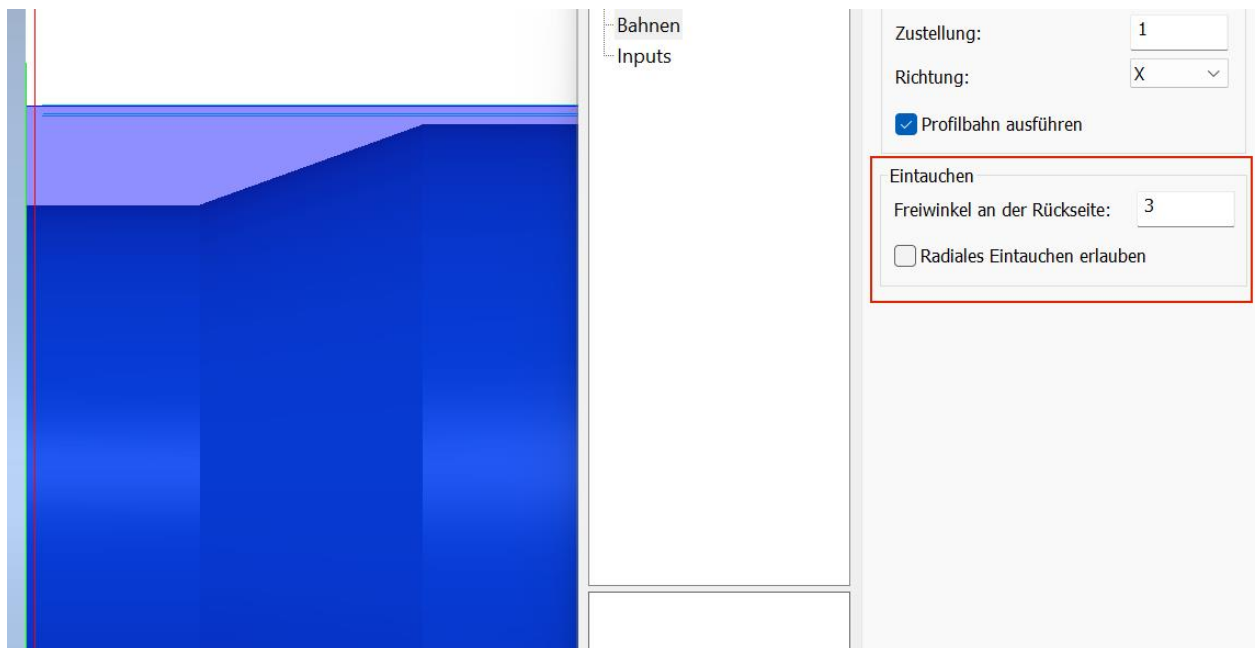 Bahnen
Inputs
Zustellung: 1
Richtung: X
Profilbahn ausführen
Eintauchen
Freiwinkel an der Rückseite: 3
Radiales Eintauchen erlauben